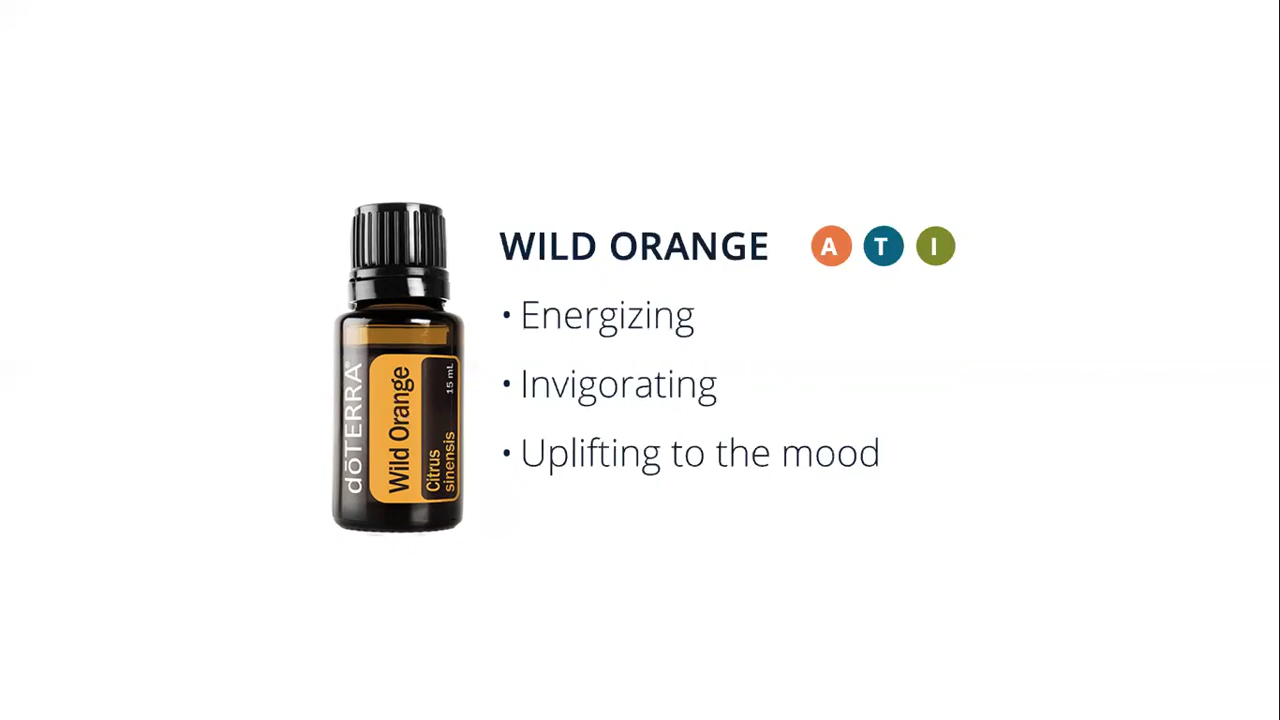 WILD ORANGE A T I
• Energizing
• Invigorating
• Uplifting to the mood
dōTERRA®
Wild Orange
Citrus
sinensis 15 mL